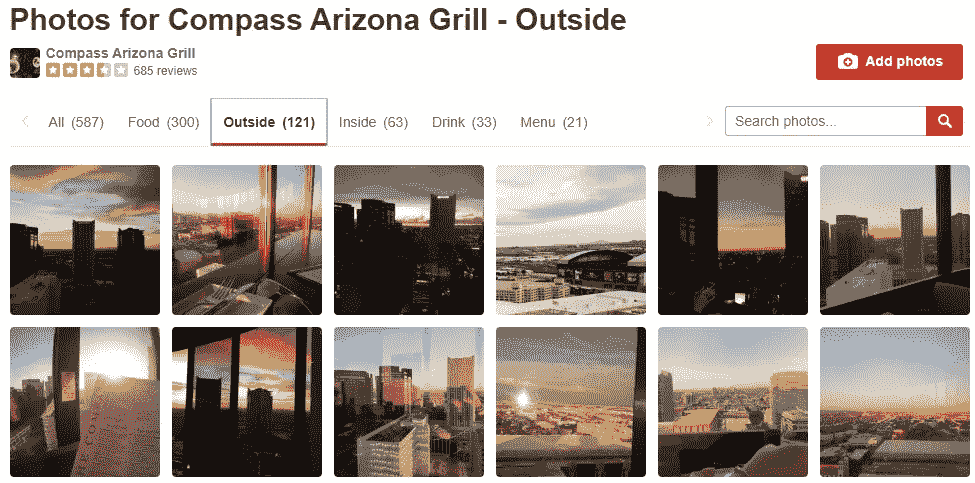 Photos for Compass Arizona Grill - Outside
Compass Arizona Grill
685 reviews
Add photos
All (587) Food (300) Outside (121) Inside (63) Drink (33) Menu (21)
Search photos...